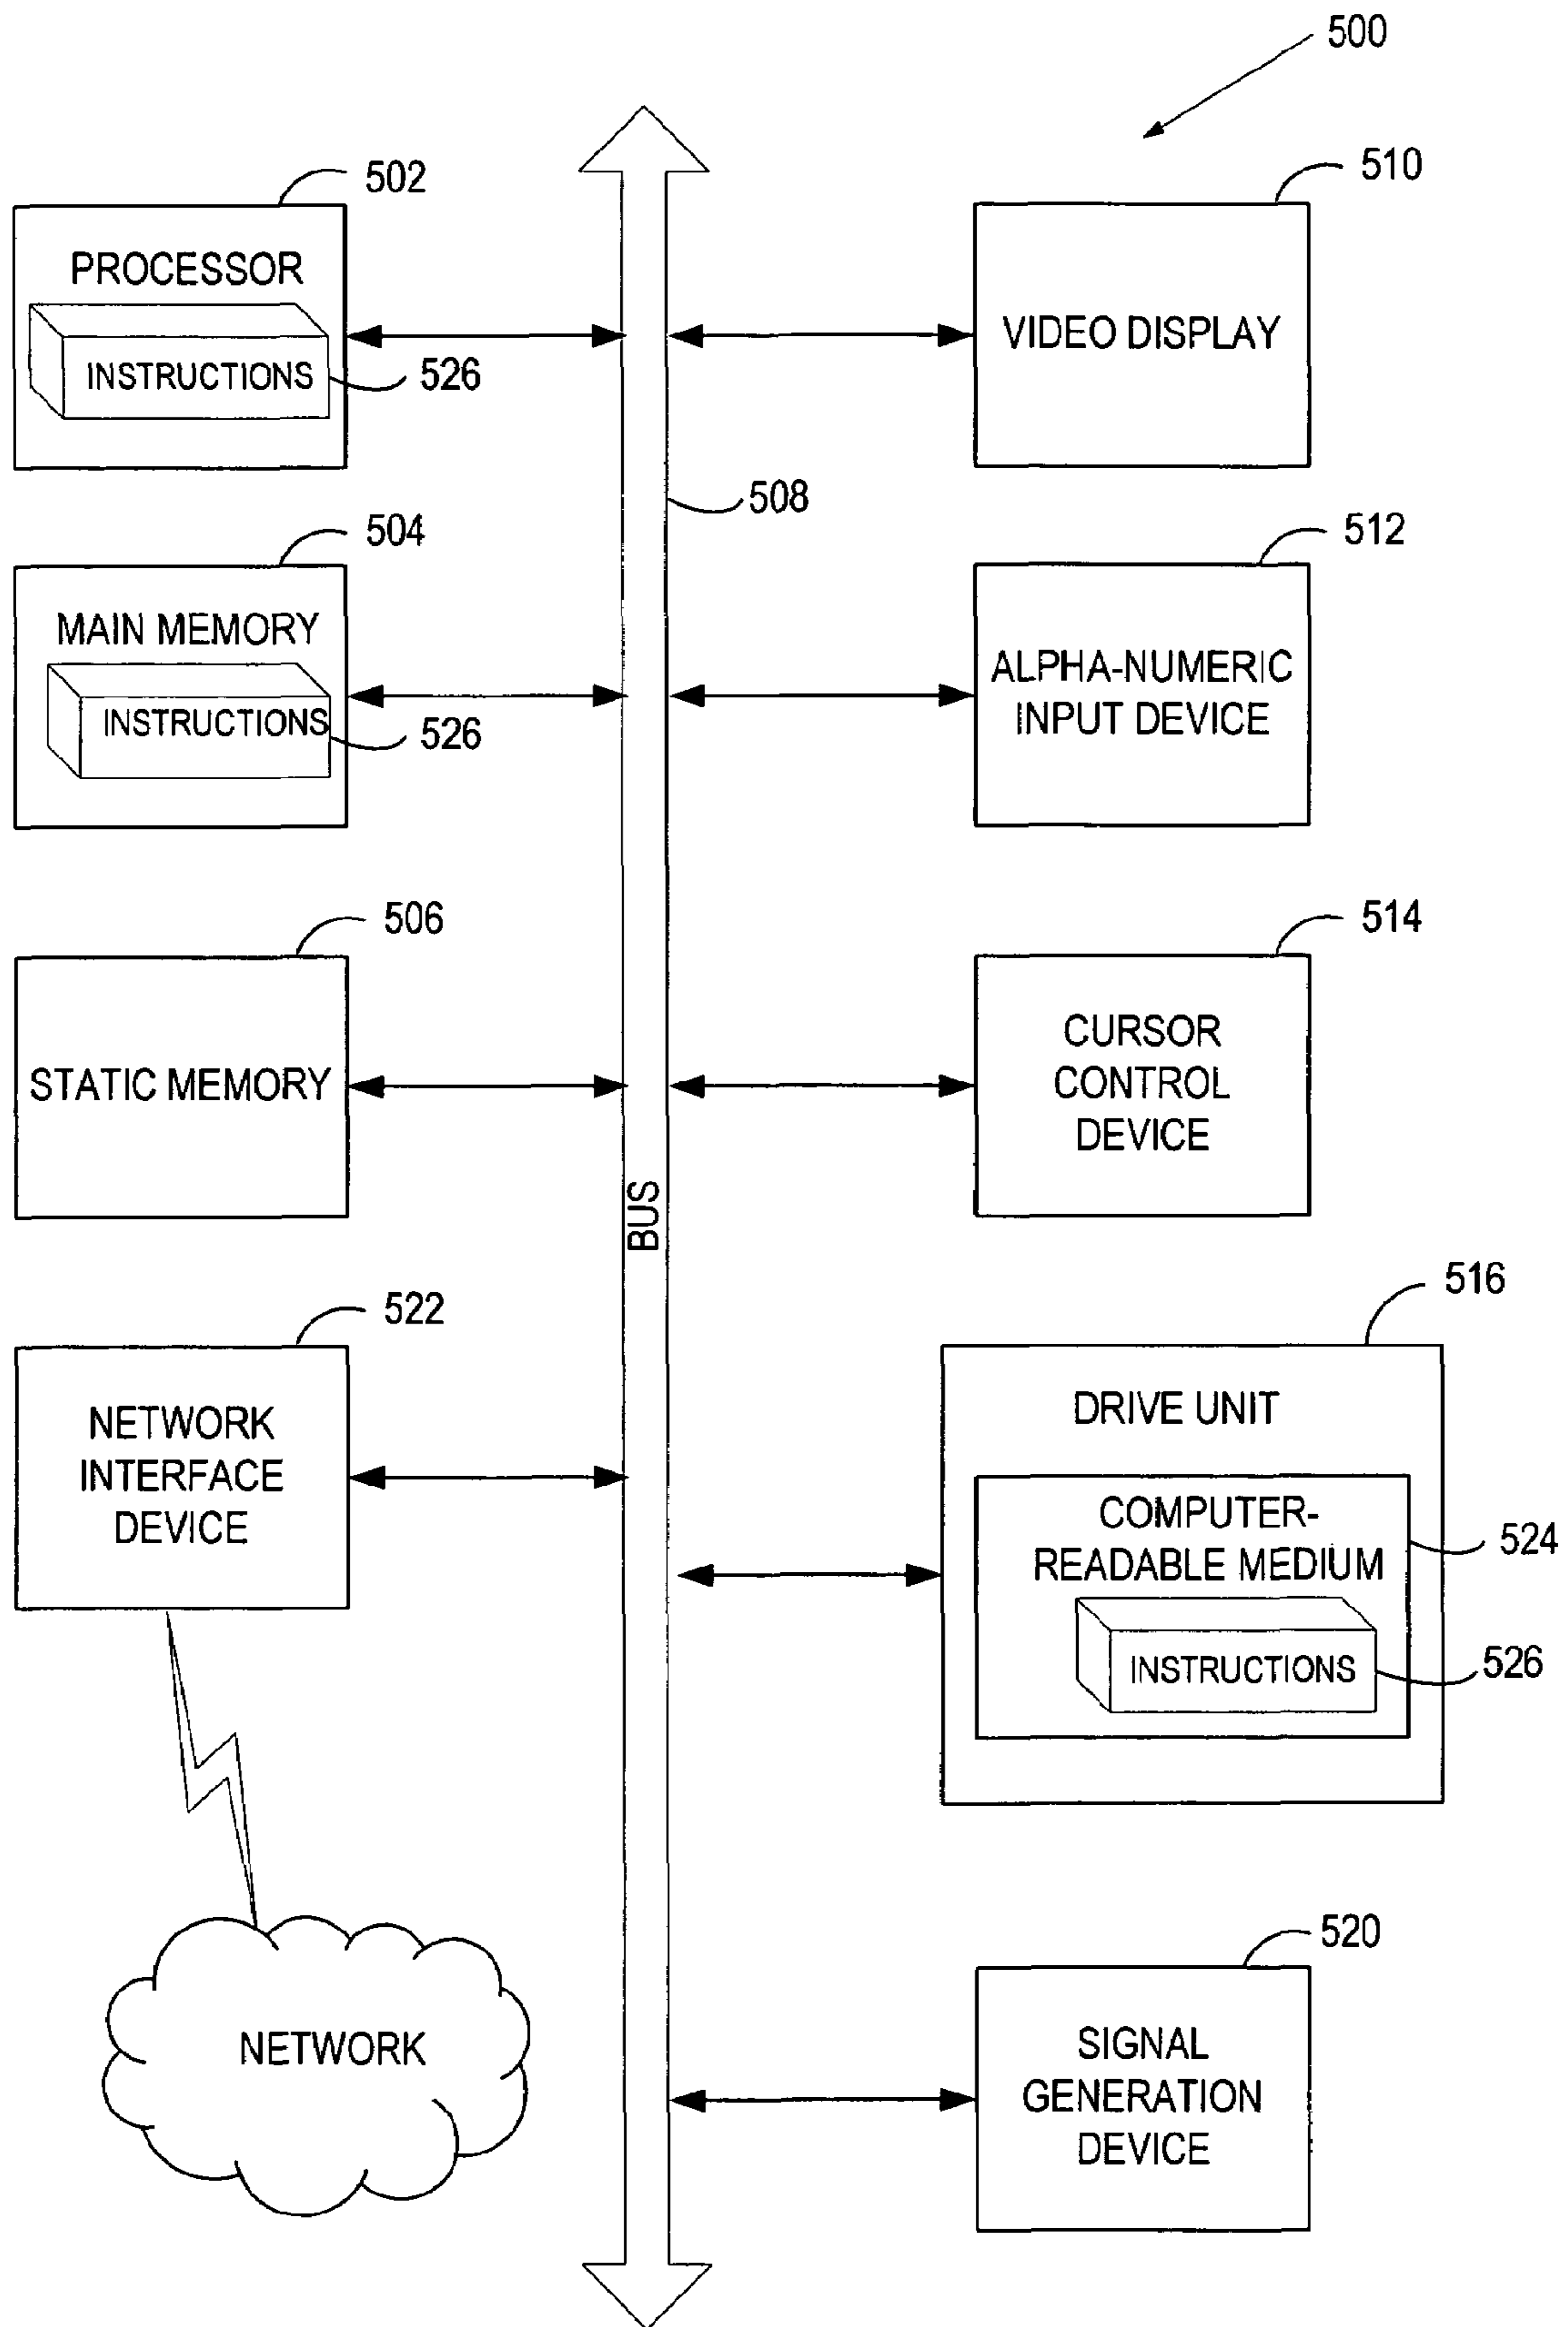 500
502
PROCESSOR
INSTRUCTIONS
526
510
VIDEO DISPLAY
508
504
MAIN MEMORY
INSTRUCTIONS
526
512
ALPHA-NUMERIC
INPUT DEVICE
506
STATIC MEMORY
514
CURSOR
CONTROL
DEVICE
BUS
522
NETWORK
INTERFACE
DEVICE
516
DRIVE UNIT
COMPUTER-
READABLE MEDIUM
524
INSTRUCTIONS
526
NETWORK
520
SIGNAL
GENERATION
DEVICE